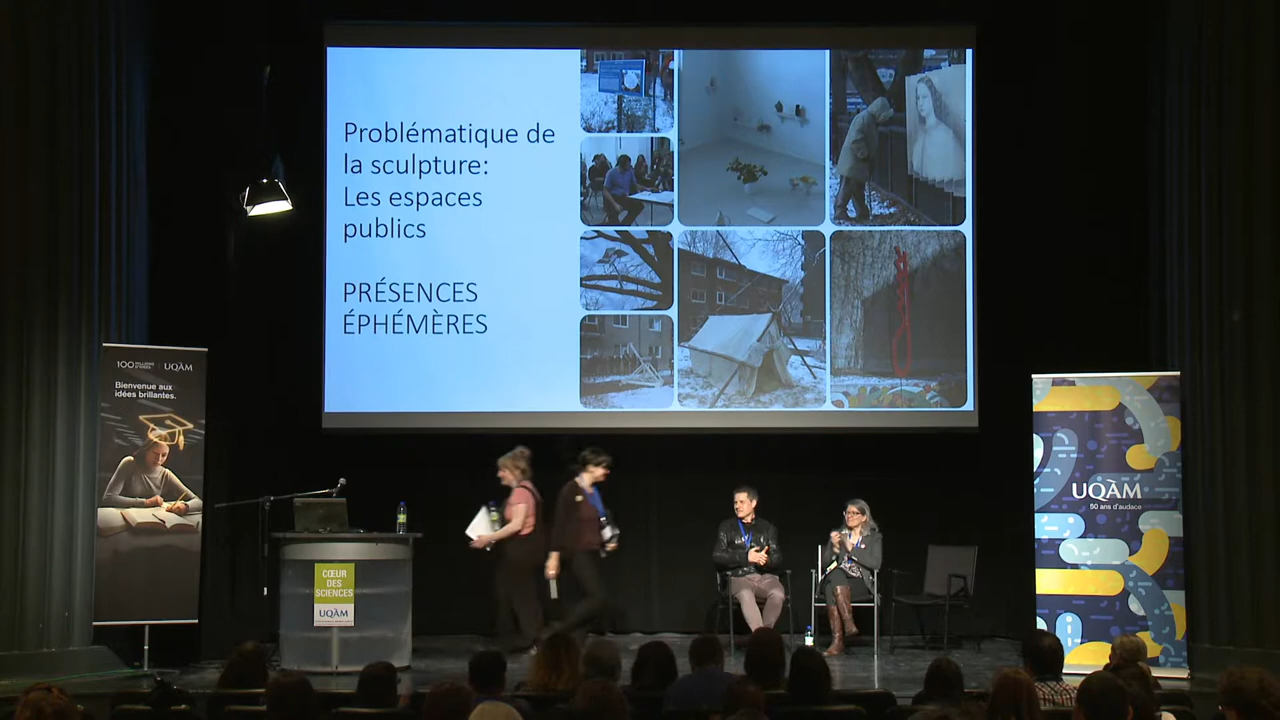 Problématique de
la sculpture:
Les espaces
publics
PRÉSENCES
ÉPHÉMÈRES
100 UQÀM
Bienvenue aux
idées brillantes.
CŒUR
DES
SCIENCES
UQÀM
UQÀM
50 ans d'audace